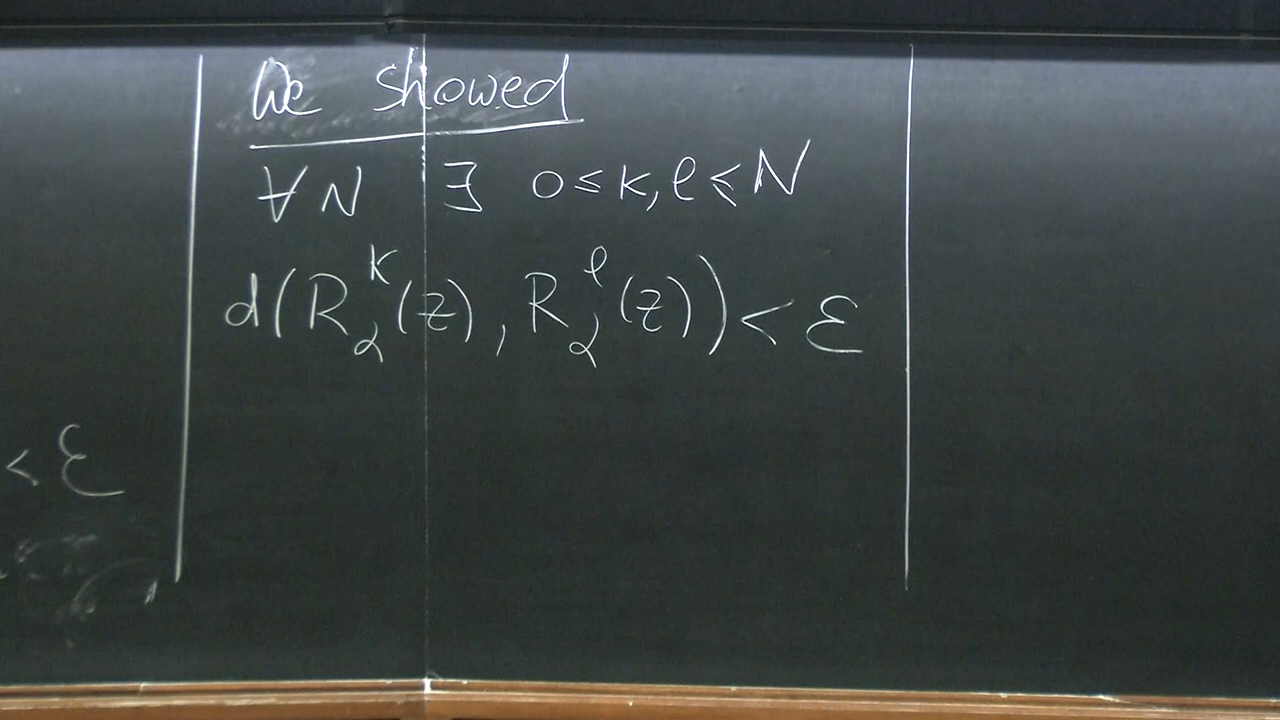 < ε
We showed
∀ N ∃ 0 ≤ k, ℓ ≤ N
d(R_α^k(z), R_α^ℓ(z)) < ε